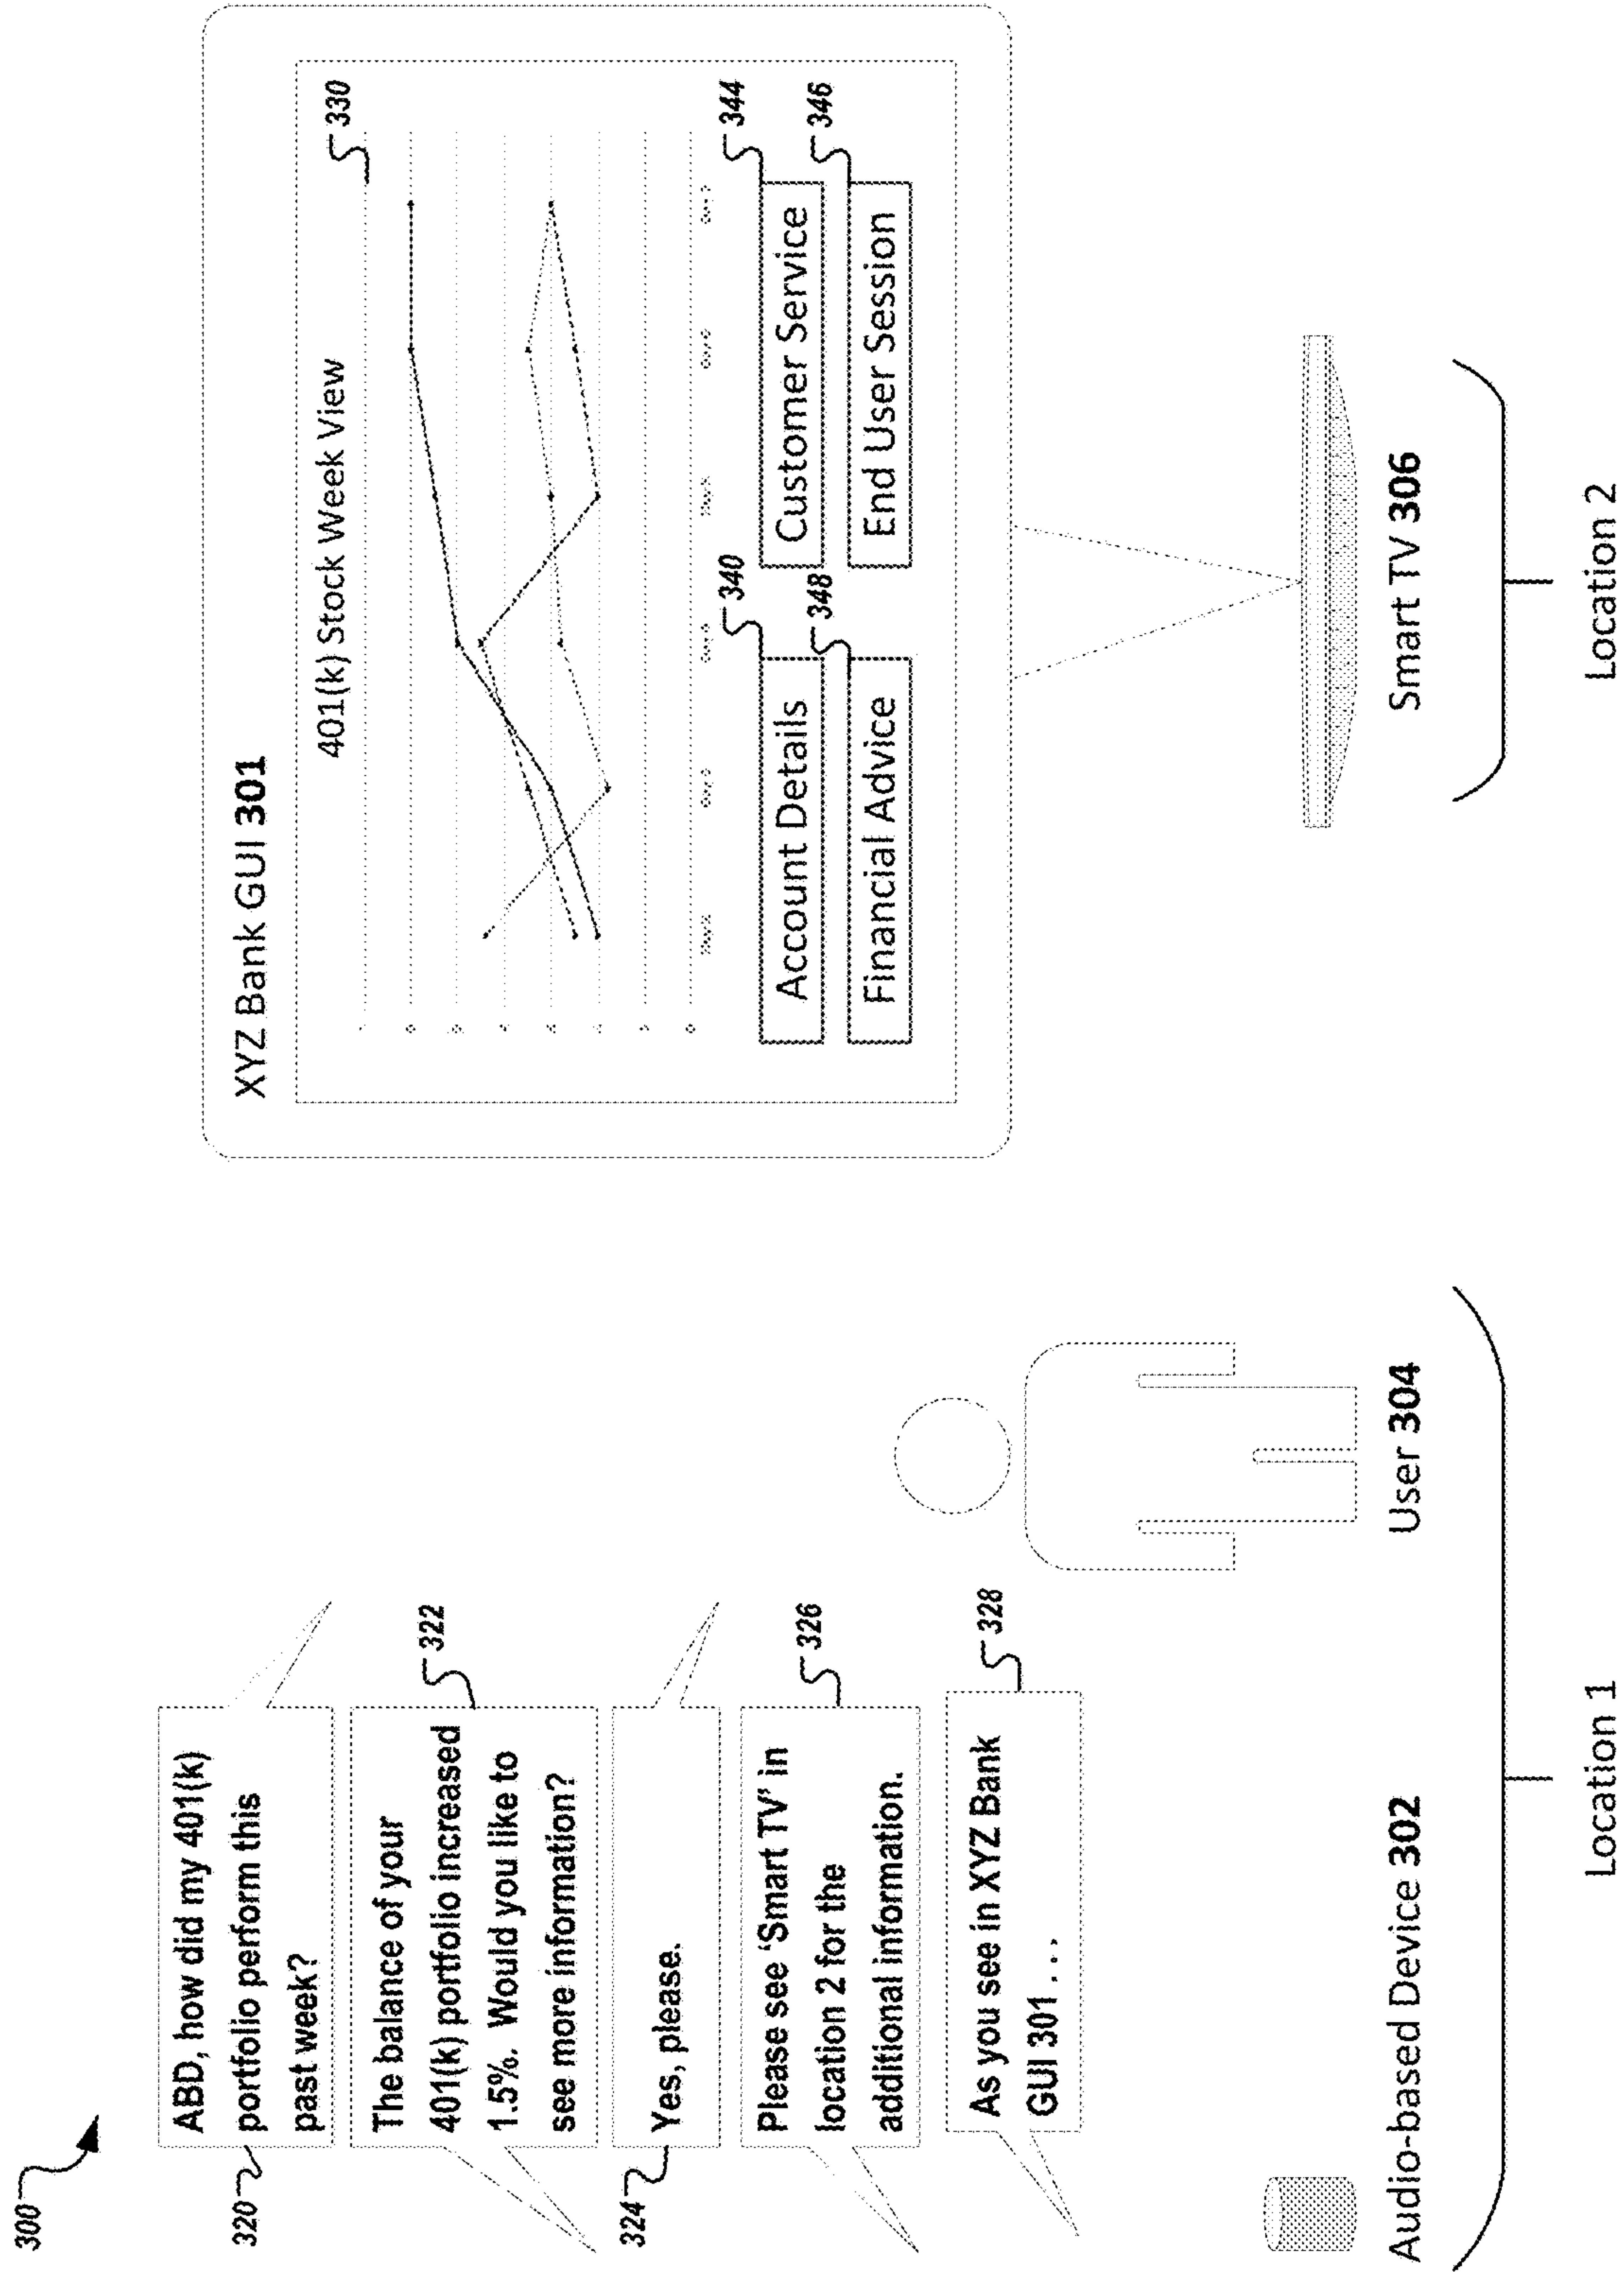 300
320
ABD, how did my 401(k)
portfolio perform this
past week?
322
The balance of your
401(k) portfolio increased
1.5%. Would you like to
see more information?
324
Yes, please.
326
Please see ‘Smart TV’ in
location 2 for the
additional information.
328
As you see in XYZ Bank
GUI 301…
Audio-based Device 302
User 304
Location 1
XYZ Bank GUI 301
401(k) Stock Week View
330
340
Account Details
344
Customer Service
348
Financial Advice
346
End User Session
Smart TV 306
Location 2